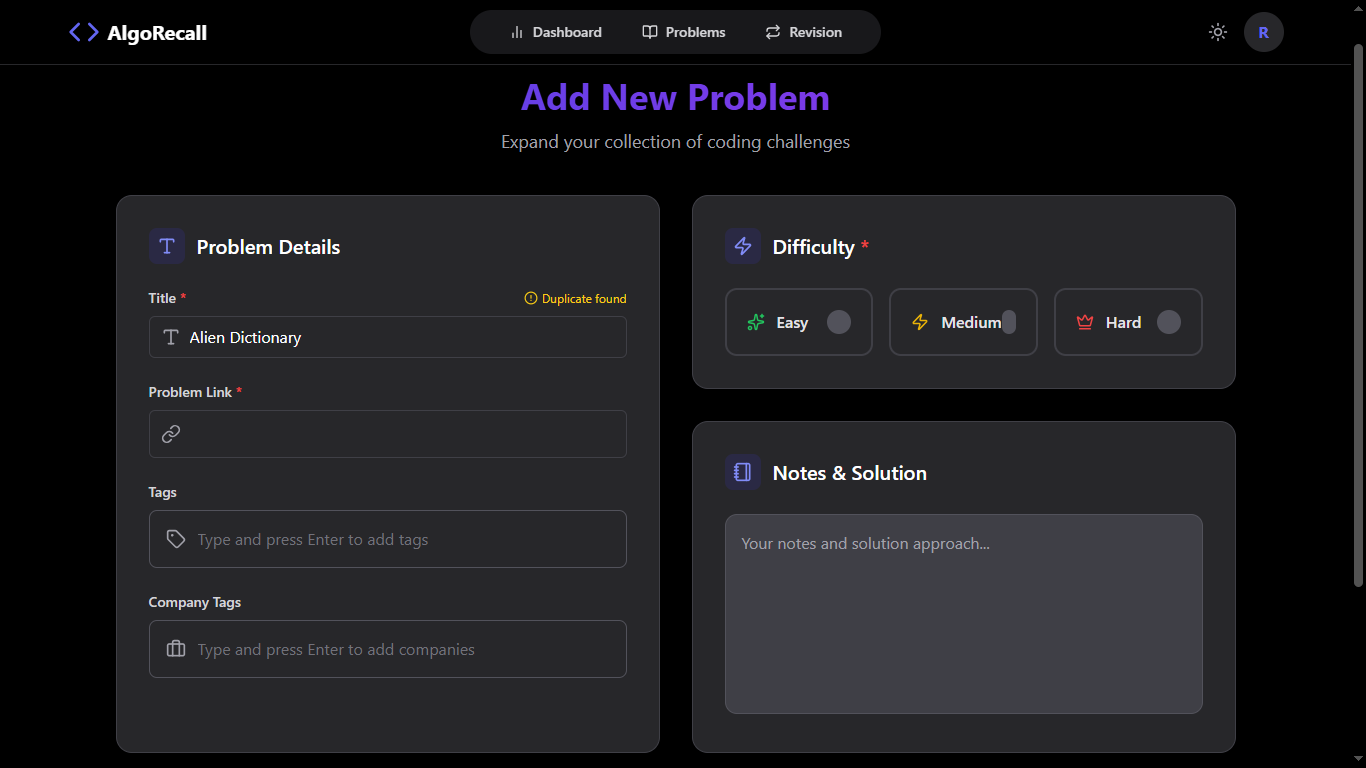 AlgoRecall
Dashboard
Problems
Revision
R
Add New Problem
Expand your collection of coding challenges
Problem Details
Title *
Duplicate found
Alien Dictionary
Problem Link *
Tags
Type and press Enter to add tags
Company Tags
Type and press Enter to add companies
Difficulty *
Easy
Medium
Hard
Notes & Solution
Your notes and solution approach...